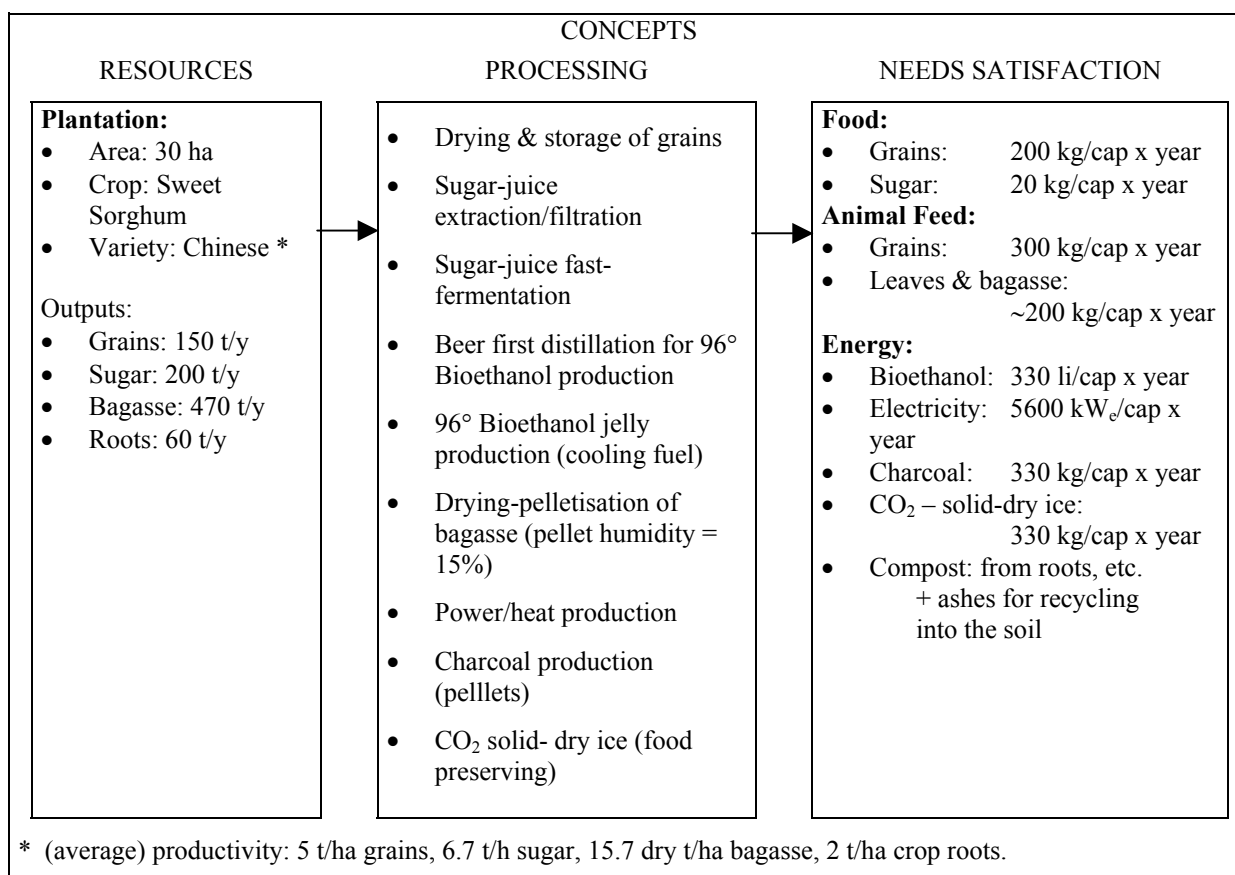 CONCEPTS
RESOURCES
PROCESSING
NEEDS SATISFACTION
Plantation:
• Area: 30 ha
• Crop: Sweet
Sorghum
• Variety: Chinese *
Outputs:
• Grains: 150 t/y
• Sugar: 200 t/y
• Bagasse: 470 t/y
• Roots: 60 t/y
• Drying & storage of grains
• Sugar-juice
extraction/filtration
• Sugar-juice fast-
fermentation
• Beer first distillation for 96°
Bioethanol production
• 96° Bioethanol jelly
production (cooling fuel)
• Drying-pelletisation of
bagasse (pellet humidity =
15%)
• Power/heat production
• Charcoal production
(pelllets)
• CO₂ solid- dry ice (food
preserving)
Food:
• Grains: 200 kg/cap x year
• Sugar: 20 kg/cap x year
Animal Feed:
• Grains: 300 kg/cap x year
• Leaves & bagasse:
~200 kg/cap x year
Energy:
• Bioethanol: 330 li/cap x year
• Electricity: 5600 kWₑ/cap x
year
• Charcoal: 330 kg/cap x year
• CO₂ – solid-dry ice:
330 kg/cap x year
• Compost: from roots, etc.
+ ashes for recycling
into the soil
* (average) productivity: 5 t/ha grains, 6.7 t/h sugar, 15.7 dry t/ha bagasse, 2 t/ha crop roots.